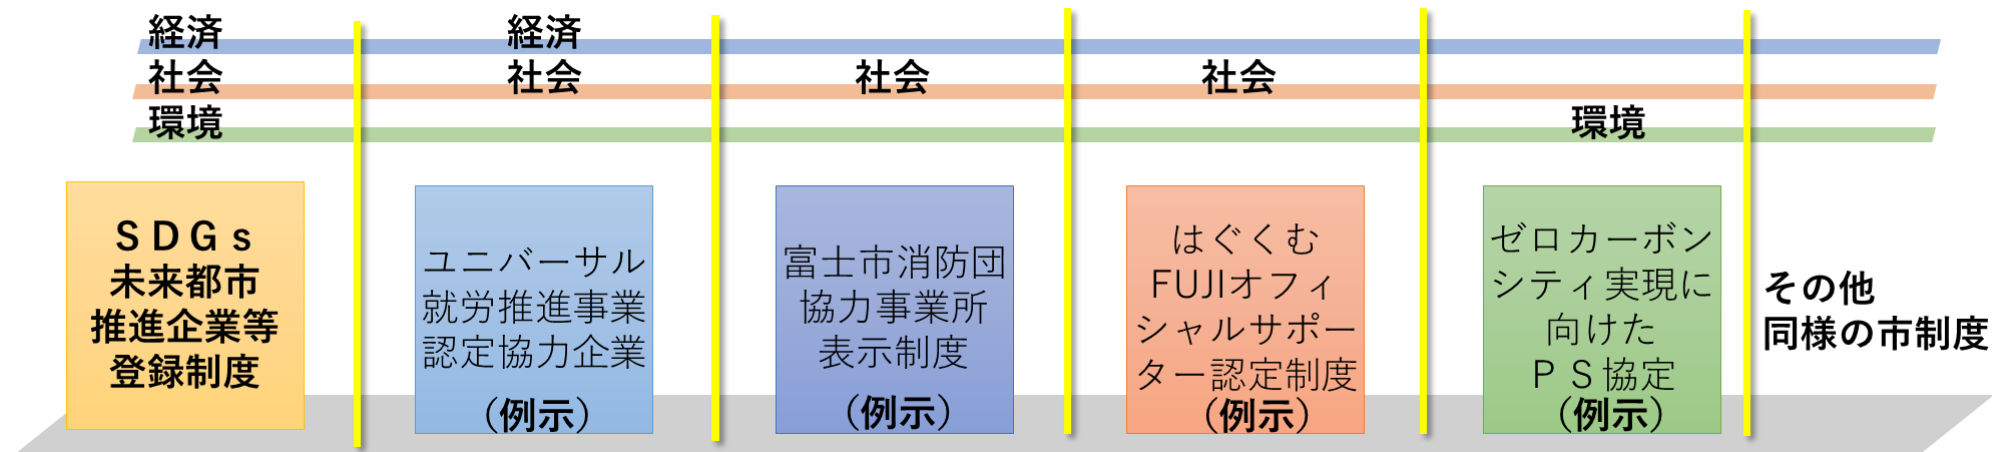 経済
社会
環境
経済
社会
社会
社会
環境
ＳＤＧｓ
未来都市
推進企業等
登録制度
ユニバーサル
就労推進事業
認定協力企業
（例示）
富士市消防団
協力事業所
表示制度
（例示）
はぐくむ
FUJIオフィ
シャルサポー
ター認定制度
（例示）
ゼロカーボン
シティ実現に
向けた
ＰＳ協定
（例示）
その他
同様の市制度